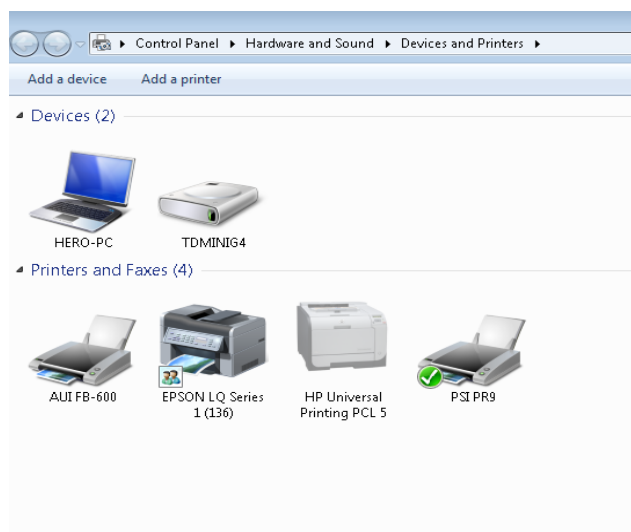 Control Panel ▸ Hardware and Sound ▸ Devices and Printers ▸
Add a device Add a printer
Devices (2)
HERO-PC TDMINIG4
Printers and Faxes (4)
AUI FB-600 EPSON LQ Series HP Universal PSI PR9
1 (136) Printing PCL 5